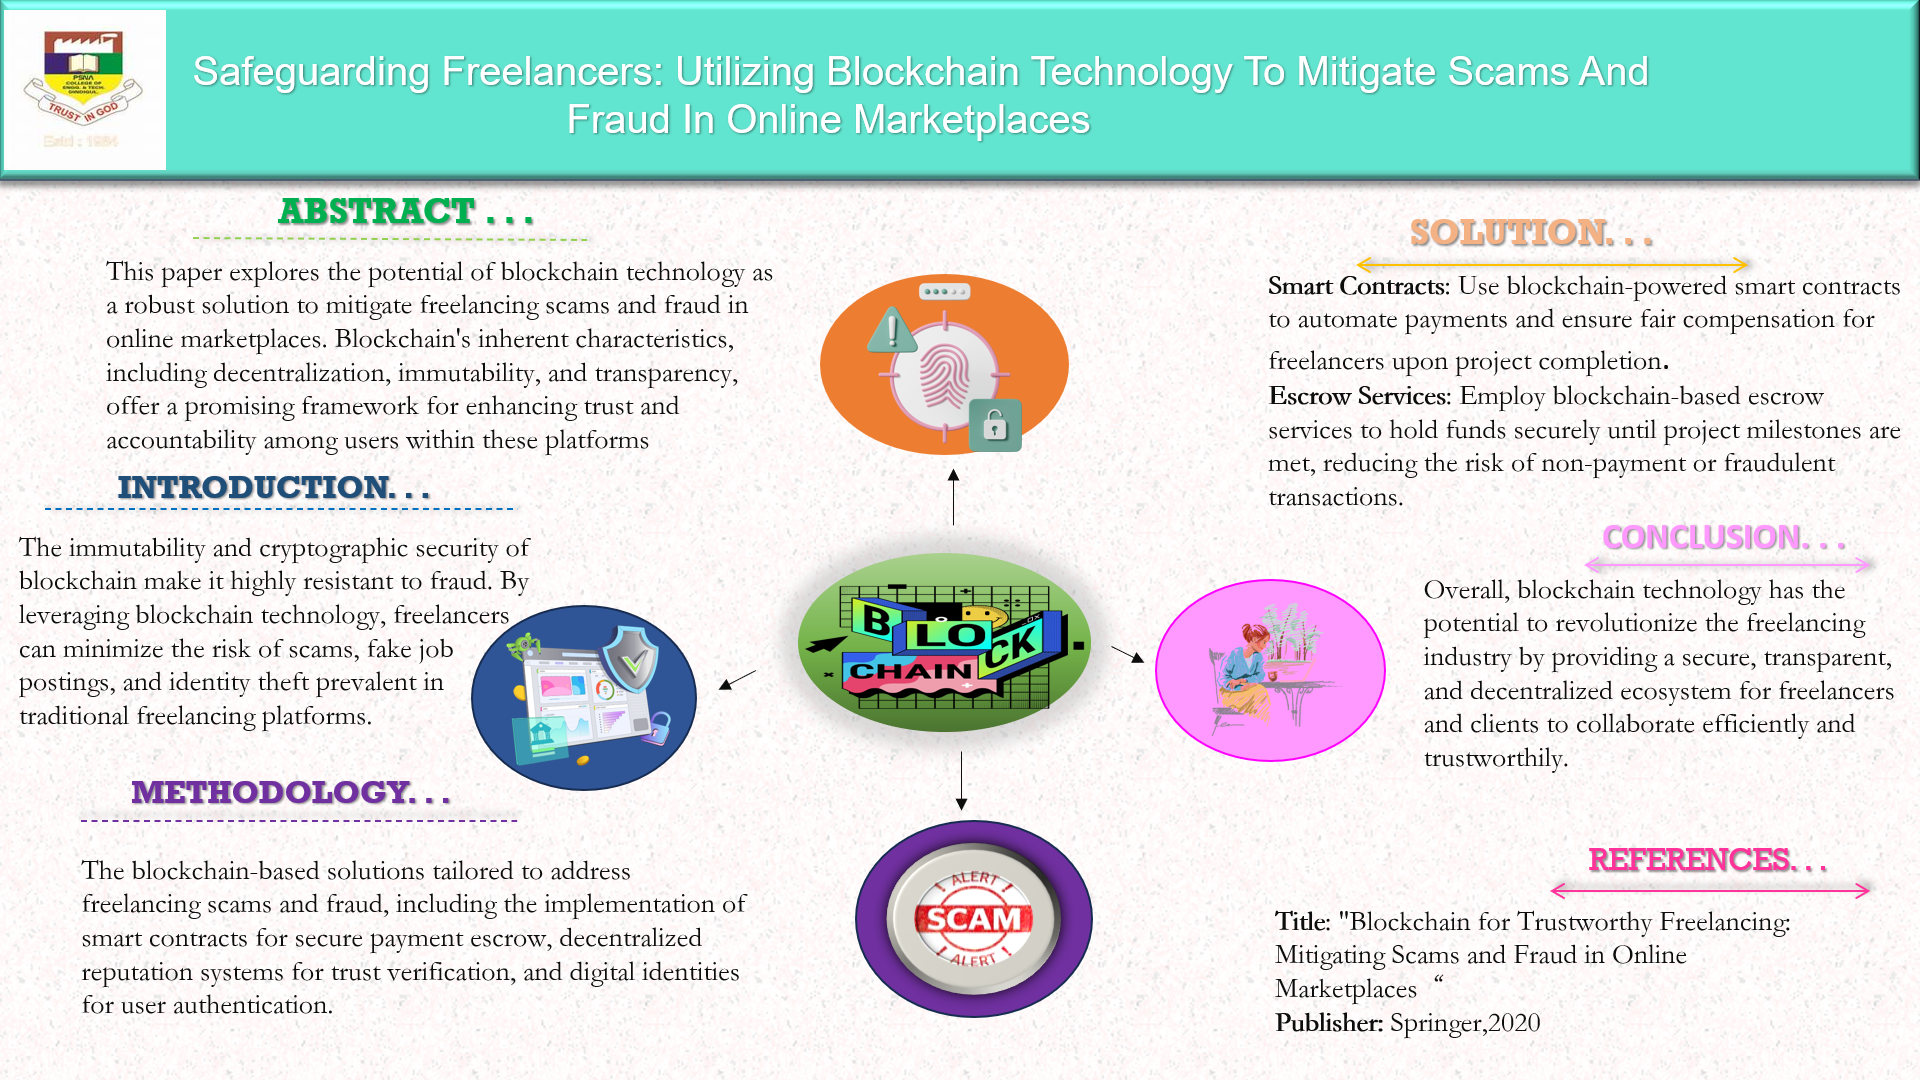 PSNA
COLLEGE OF
ENGG. & TECH.
DINDIGUL.
TRUST IN GOD
Estd : 1984
Safeguarding Freelancers: Utilizing Blockchain Technology To Mitigate Scams And
Fraud In Online Marketplaces
ABSTRACT . . .
This paper explores the potential of blockchain technology as
a robust solution to mitigate freelancing scams and fraud in
online marketplaces. Blockchain's inherent characteristics,
including decentralization, immutability, and transparency,
offer a promising framework for enhancing trust and
accountability among users within these platforms
INTRODUCTION. . .
The immutability and cryptographic security of
blockchain make it highly resistant to fraud. By
leveraging blockchain technology, freelancers
can minimize the risk of scams, fake job
postings, and identity theft prevalent in
traditional freelancing platforms.
METHODOLOGY. . .
The blockchain-based solutions tailored to address
freelancing scams and fraud, including the implementation of
smart contracts for secure payment escrow, decentralized
reputation systems for trust verification, and digital identities
for user authentication.
BLOCK
CHAIN
ALERT
SCAM
ALERT
SOLUTION. . .
Smart Contracts: Use blockchain-powered smart contracts
to automate payments and ensure fair compensation for
freelancers upon project completion.
Escrow Services: Employ blockchain-based escrow
services to hold funds securely until project milestones are
met, reducing the risk of non-payment or fraudulent
transactions.
CONCLUSION. . .
Overall, blockchain technology has the
potential to revolutionize the freelancing
industry by providing a secure, transparent,
and decentralized ecosystem for freelancers
and clients to collaborate efficiently and
trustworthily.
REFERENCES. . .
Title: "Blockchain for Trustworthy Freelancing:
Mitigating Scams and Fraud in Online
Marketplaces “
Publisher: Springer,2020